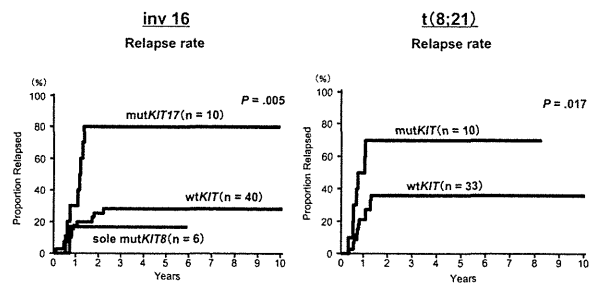 inv 16
Relapse rate
(%)
100
80
60
40
20
0
Proportion Relapsed
P = .005
mutKIT17(n = 10)
wtKIT(n = 40)
sole mutKIT8(n = 6)
0 1 2 3 4 5 6 7 8 9 10
Years
t(8;21)
Relapse rate
(%)
100
80
60
40
20
0
Proportion Relapsed
P = .017
mutKIT(n = 10)
wtKIT(n = 33)
0 1 2 3 4 5 6 7 8 9 10
Years